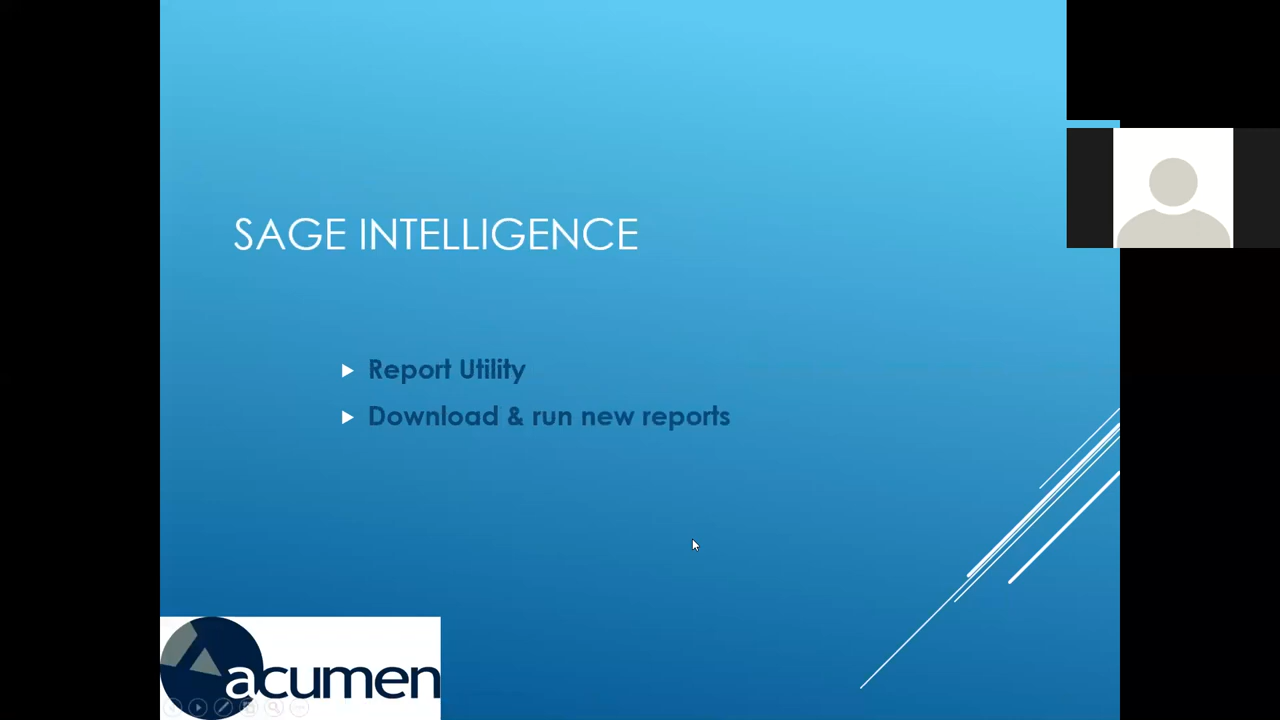 SAGE INTELLIGENCE
Report Utility
Download & run new reports
acumen